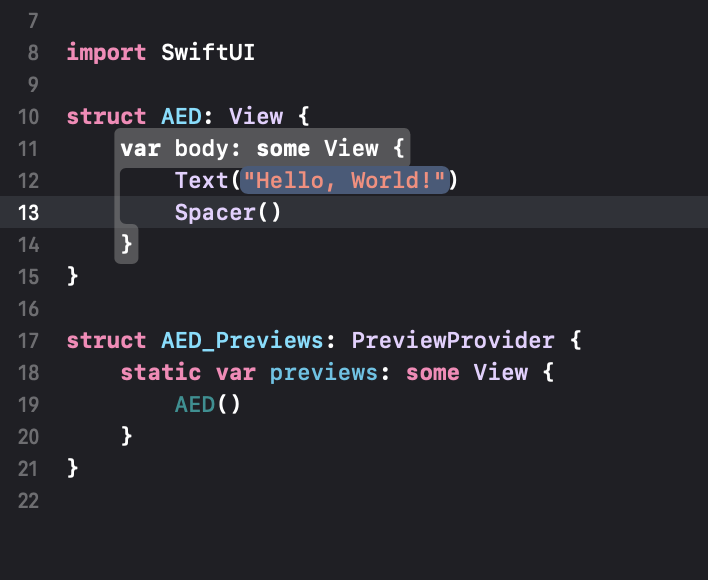 7
8 import SwiftUI
9
10 struct AED: View {
11 var body: some View {
12 Text("Hello, World!")
13 Spacer()
14 }
15 }
16
17 struct AED_Previews: PreviewProvider {
18 static var previews: some View {
19 AED()
20 }
21 }
22